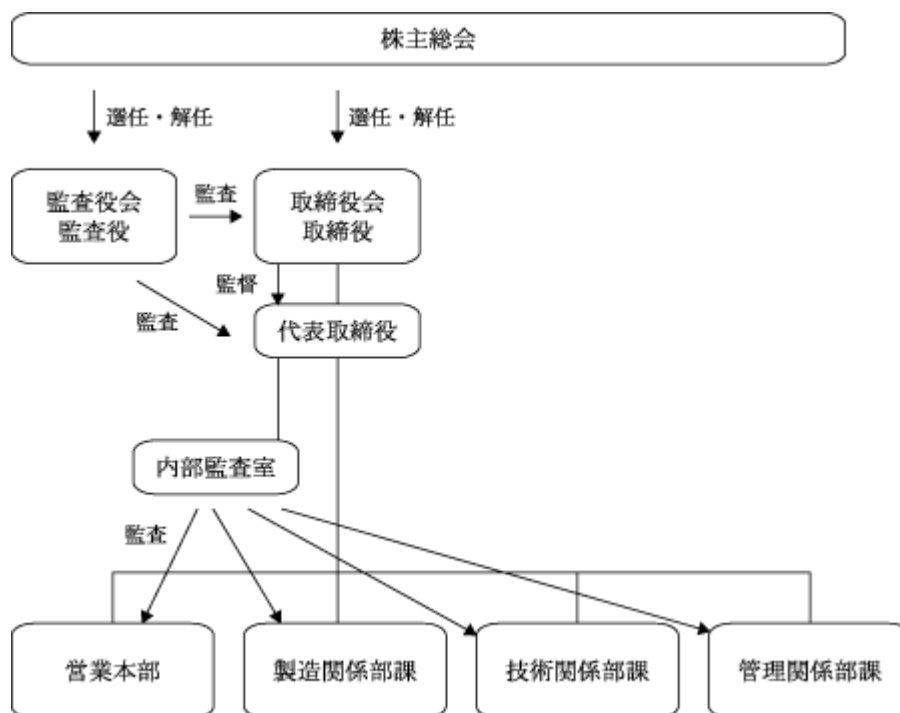 株主総会
選任・解任
選任・解任
監査役会
監査役
監査
取締役会
取締役
監督
監査
代表取締役
内部監査室
監査
営業本部
製造関係部課
技術関係部課
管理関係部課